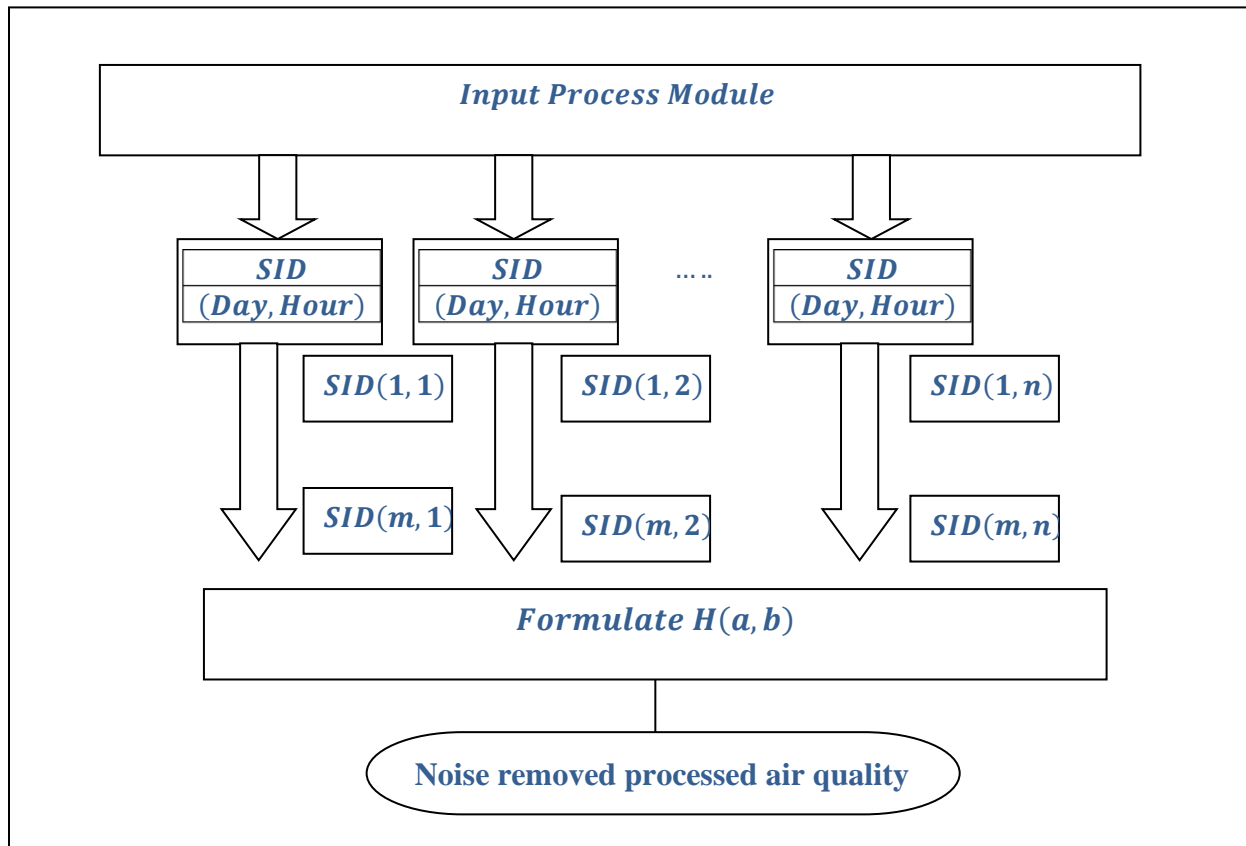 Input Process Module
SID SID ..... SID
(Day, Hour) (Day, Hour) (Day, Hour)
SID(1, 1) SID(1, 2) SID(1, n)
SID(m, 1) SID(m, 2) SID(m, n)
Formulate H(a, b)
Noise removed processed air quality